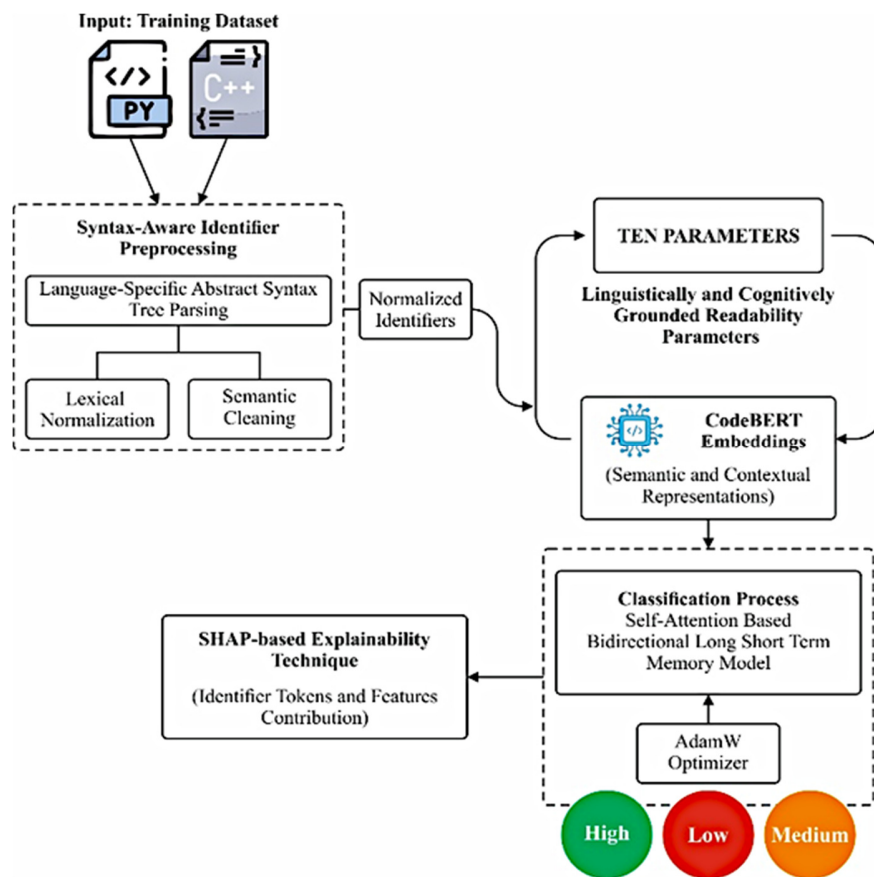 Input: Training Dataset
</>
PY
C++
Syntax-Aware Identifier
Preprocessing
Language-Specific Abstract Syntax
Tree Parsing
Lexical
Normalization
Semantic
Cleaning
Normalized
Identifiers
TEN PARAMETERS
Linguistically and Cognitively
Grounded Readability
Parameters
</>
CodeBERT
Embeddings
(Semantic and Contextual
Representations)
Classification Process
Self-Attention Based
Bidirectional Long Short Term
Memory Model
AdamW
Optimizer
SHAP-based Explainability
Technique
(Identifier Tokens and Features
Contribution)
High
Low
Medium